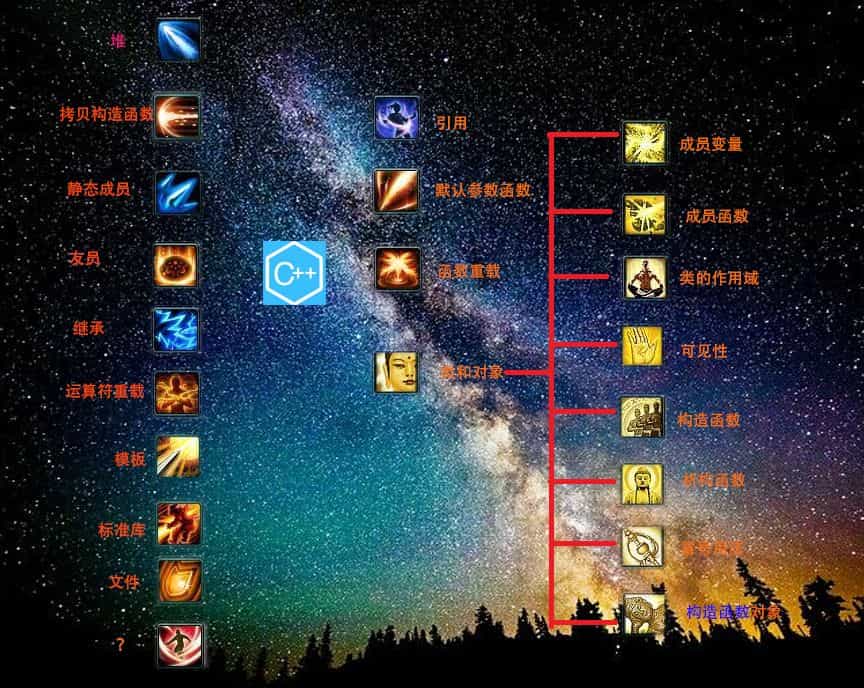 堆
拷贝构造函数
静态成员
友员
继承
运算符重载
模板
标准库
文件
?
C++
引用
默认参数函数
函数重载
类和对象
成员变量
成员函数
类的作用域
可见性
构造函数
析构函数
构造函数对象